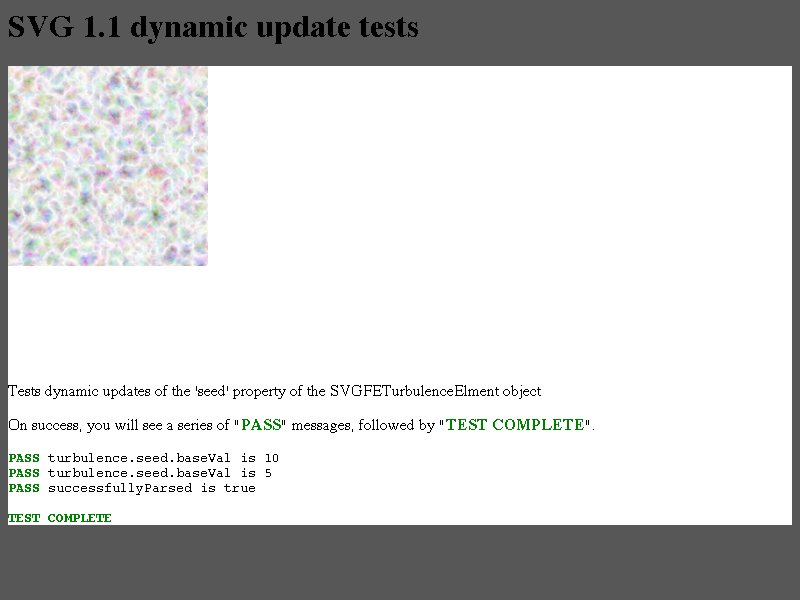 SVG 1.1 dynamic update tests
Tests dynamic updates of the 'seed' property of the SVGFETurbulenceElment object
On success, you will see a series of "PASS" messages, followed by "TEST COMPLETE".
PASS turbulence.seed.baseVal is 10
PASS turbulence.seed.baseVal is 5
PASS successfullyParsed is true
TEST COMPLETE